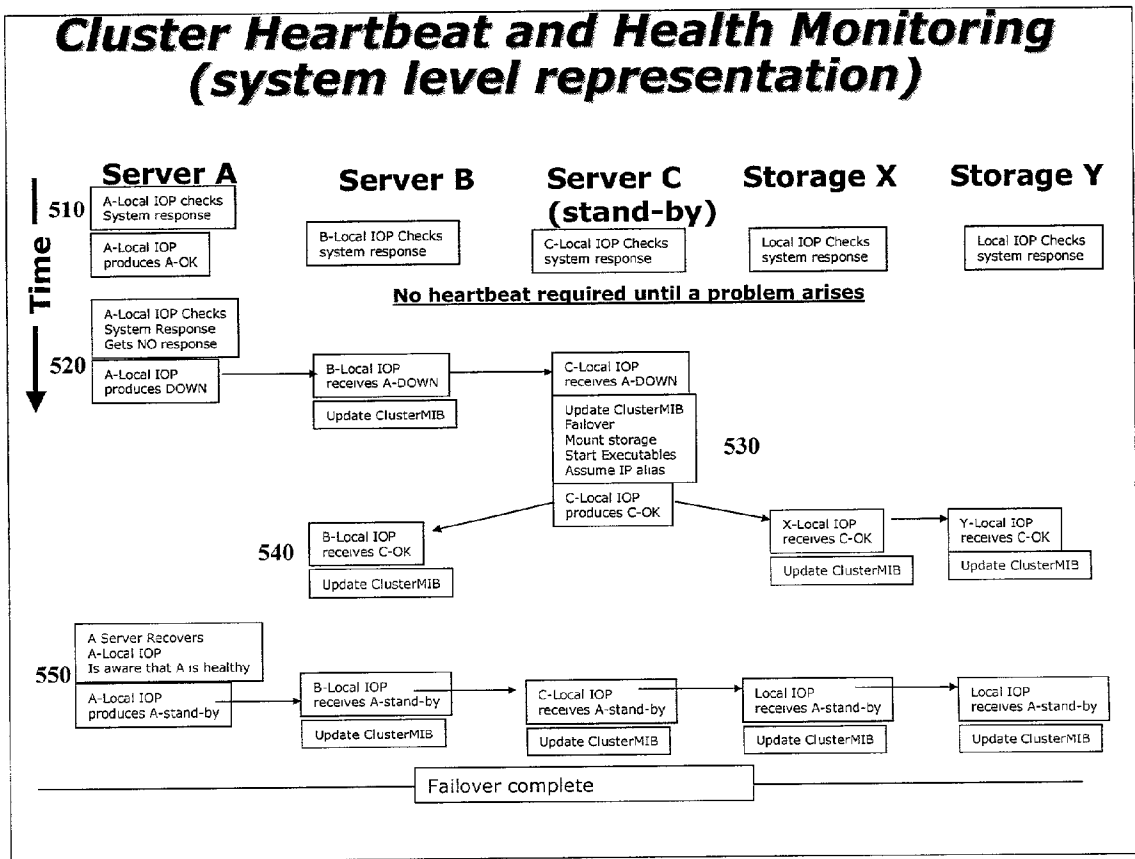 Cluster Heartbeat and Health Monitoring
(system level representation)
Time
Server A
Server B
Server C
(stand-by)
Storage X
Storage Y
510
A-Local IOP checks
System response
A-Local IOP
produces A-OK
B-Local IOP Checks
system response
C-Local IOP Checks
system response
Local IOP Checks
system response
Local IOP Checks
system response
No heartbeat required until a problem arises
A-Local IOP Checks
System Response
Gets NO response
520
A-Local IOP
produces DOWN
B-Local IOP
receives A-DOWN
Update ClusterMIB
C-Local IOP
receives A-DOWN
Update ClusterMIB
Failover
Mount storage
Start Executables
Assume IP alias
530
C-Local IOP
produces C-OK
540
B-Local IOP
receives C-OK
Update ClusterMIB
X-Local IOP
receives C-OK
Update ClusterMIB
Y-Local IOP
receives C-OK
Update ClusterMIB
550
A Server Recovers
A-Local IOP
Is aware that A is healthy
A-Local IOP
produces A-stand-by
B-Local IOP
receives A-stand-by
Update ClusterMIB
C-Local IOP
receives A-stand-by
Update ClusterMIB
Local IOP
receives A-stand-by
Update ClusterMIB
Local IOP
receives A-stand-by
Update ClusterMIB
Failover complete